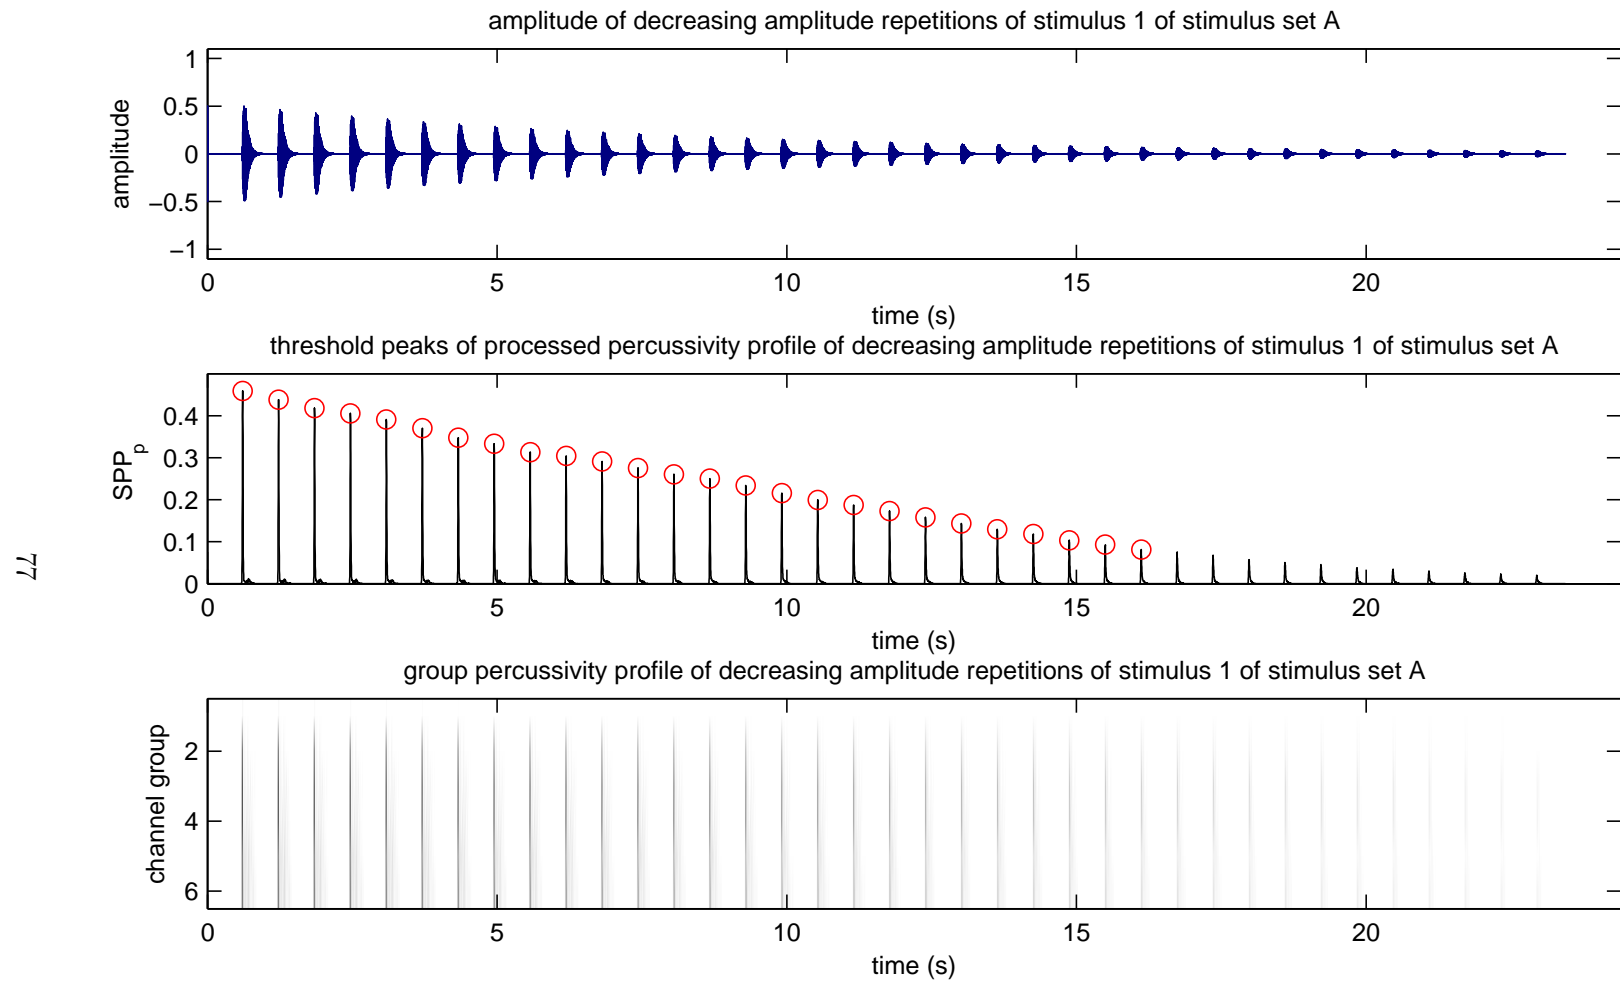 amplitude of decreasing amplitude repetitions of stimulus 1 of stimulus set A
1
0.5
0
−0.5
−1
amplitude
0 5 10 15 20
time (s)
threshold peaks of processed percussivity profile of decreasing amplitude repetitions of stimulus 1 of stimulus set A
0.4
0.3
0.2
0.1
0
SPP_p
0 5 10 15 20
time (s)
77
group percussivity profile of decreasing amplitude repetitions of stimulus 1 of stimulus set A
2
4
6
channel group
0 5 10 15 20
time (s)